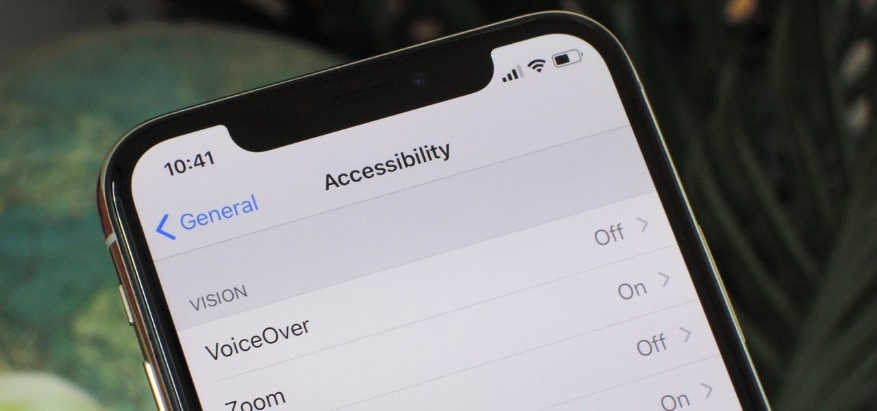 10:41
General Accessibility
VISION
VoiceOver Off
Zoom On
Off
On